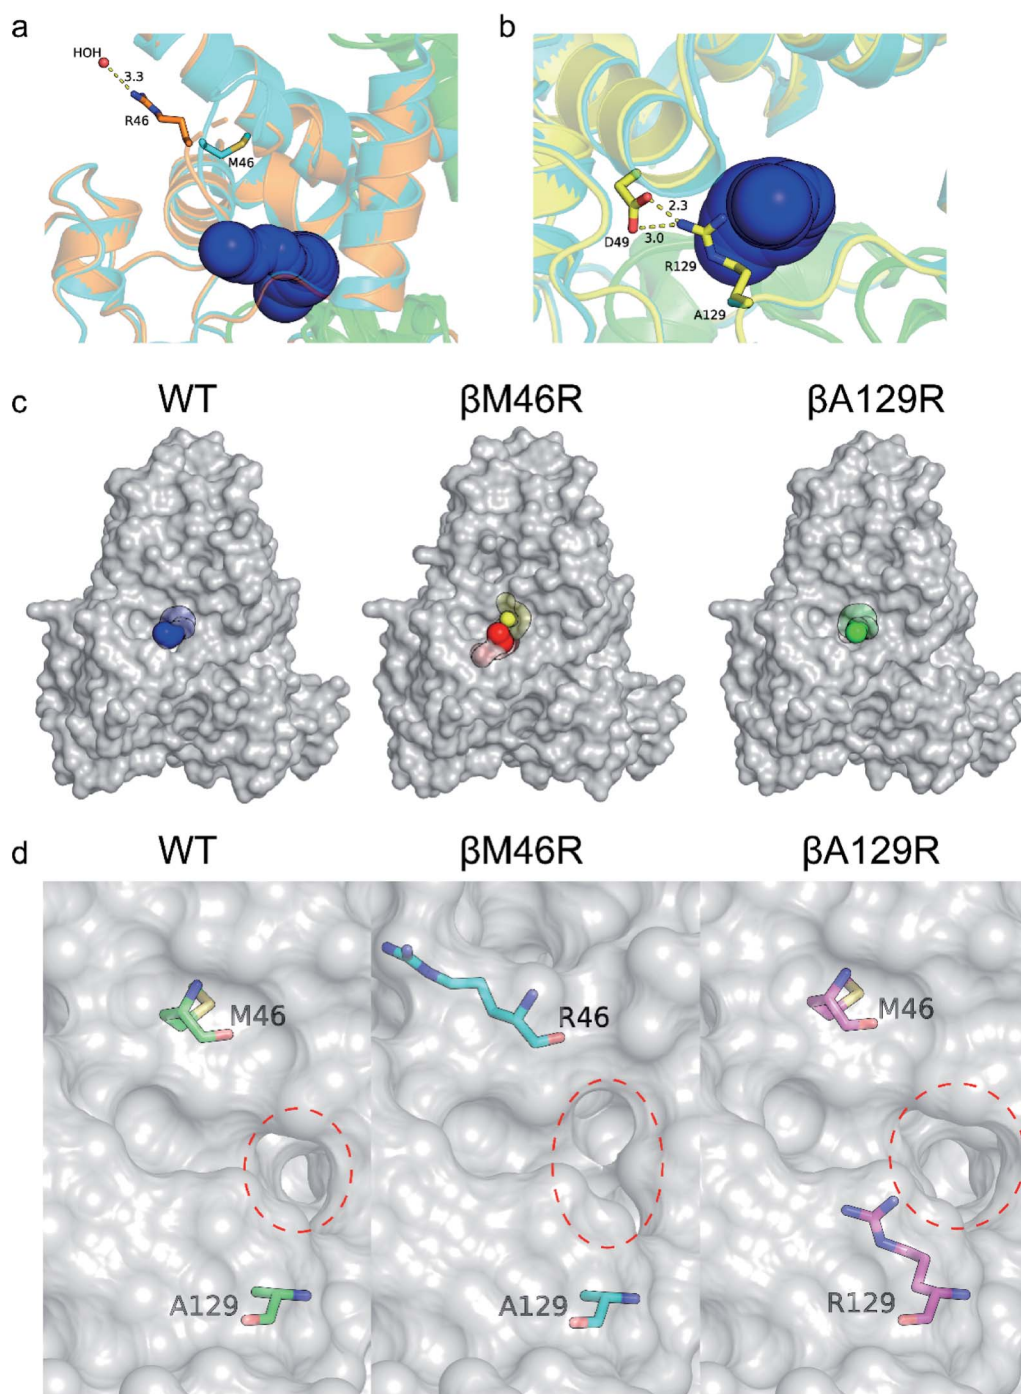 a
HOH
3.3
R46
M46
b
2.3
D49
3.0
R129
A129
c
WT
βM46R
βA129R
d
WT
βM46R
βA129R
M46
R46
M46
A129
A129
R129